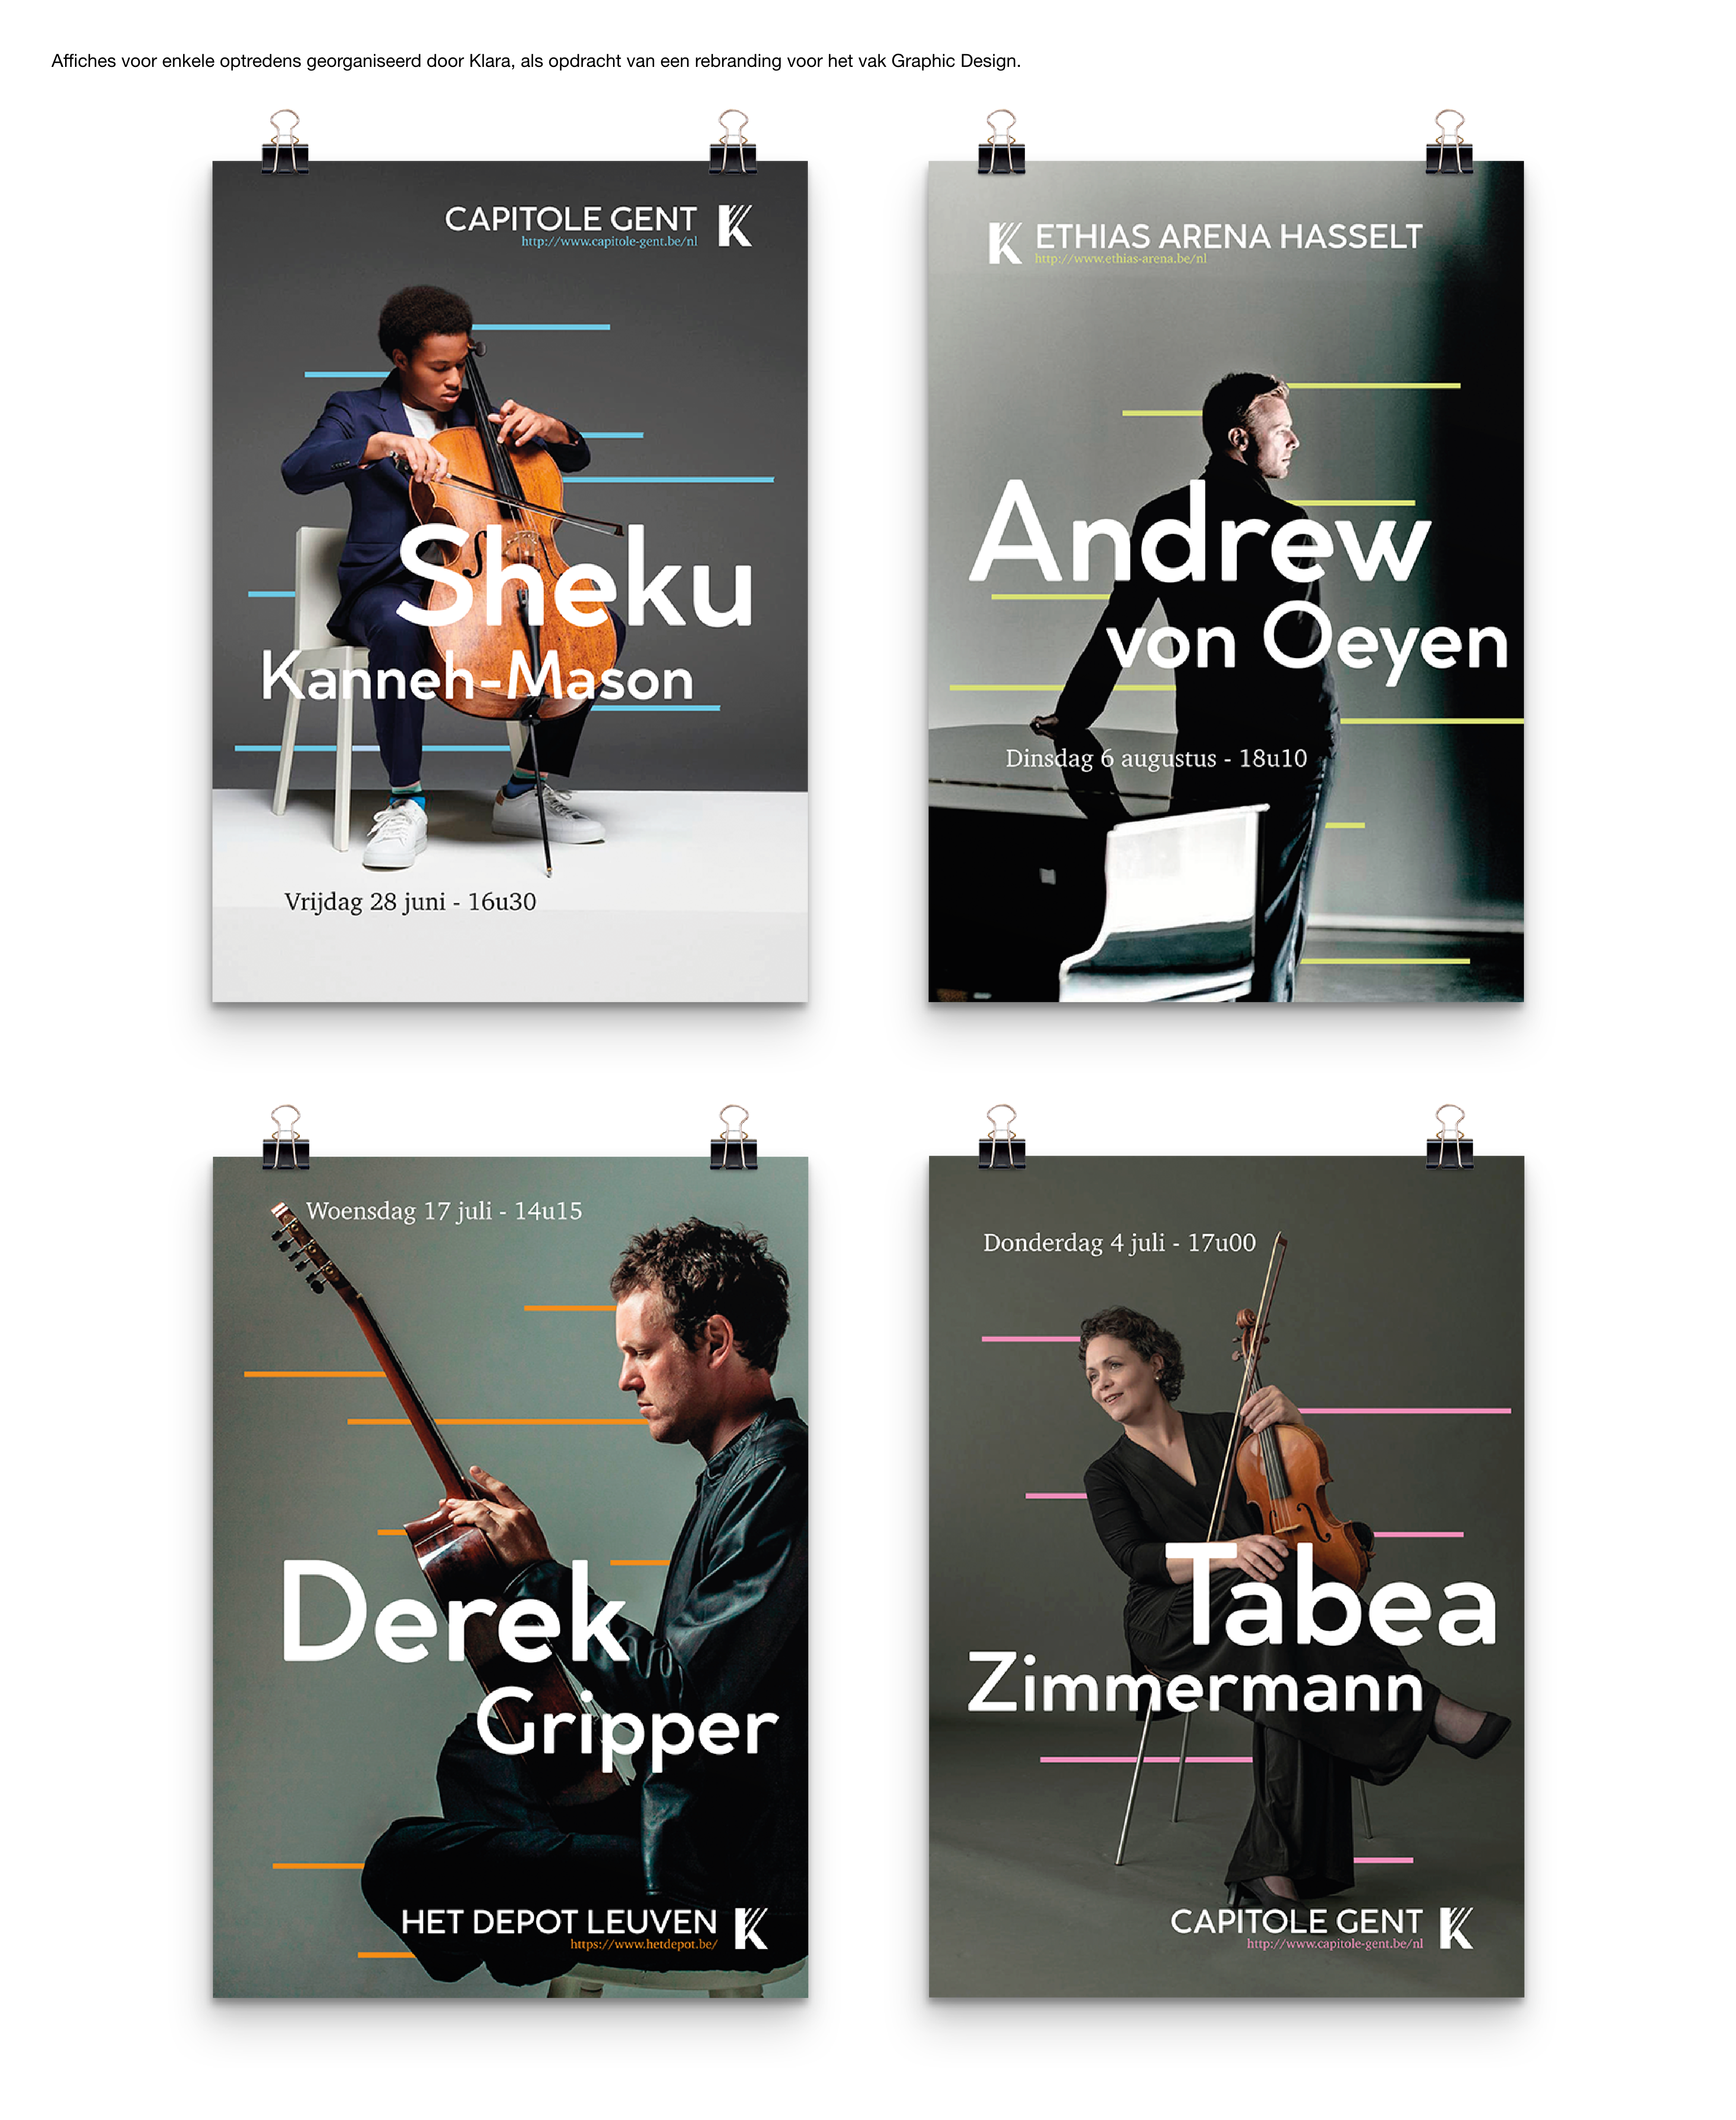 Affiches voor enkele optredens georganiseerd door Klara, als opdracht van een rebranding voor het vak Graphic Design.
CAPITOLE GENT K
http://www.capitole-gent.be/nl
Sheku
Kanneh-Mason
Vrijdag 28 juni - 16u30
K ETHIAS ARENA HASSELT
http://www.ethias-arena.be/nl
Andrew
von Oeyen
Dinsdag 6 augustus - 18u10
Woensdag 17 juli - 14u15
Derek
Gripper
HET DEPOT LEUVEN K
https://www.hetdepot.be/
Donderdag 4 juli - 17u00
Tabea
Zimmermann
CAPITOLE GENT K
http://www.capitole-gent.be/nl